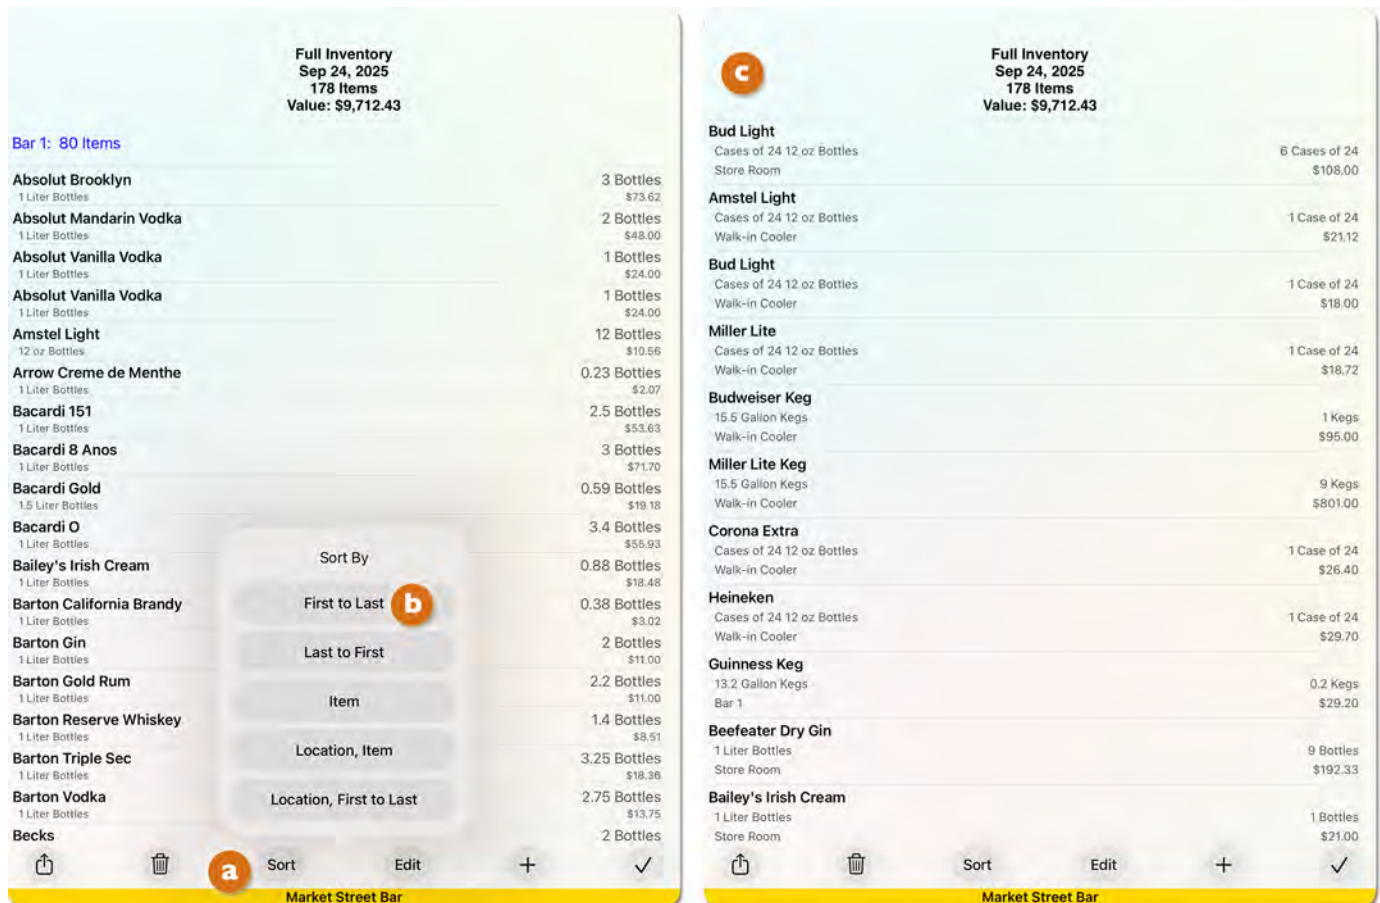 Full Inventory
Sep 24, 2025
178 Items
Value: $9,712.43
Bar 1: 80 Items
Absolut Brooklyn 3 Bottles
1 Liter Bottles $73.62
Absolut Mandarin Vodka 2 Bottles
1 Liter Bottles $48.00
Absolut Vanilla Vodka 1 Bottles
1 Liter Bottles $24.00
Absolut Vanilla Vodka 1 Bottles
1 Liter Bottles $24.00
Amstel Light 12 Bottles
12 oz Bottles $10.56
Arrow Creme de Menthe 0.23 Bottles
1 Liter Bottles $2.07
Bacardi 151 2.5 Bottles
1 Liter Bottles $53.63
Bacardi 8 Anos 3 Bottles
1 Liter Bottles $71.70
Bacardi Gold 0.59 Bottles
1.5 Liter Bottles $19.18
Bacardi O 3.4 Bottles
1 Liter Bottles $55.93
Bailey's Irish Cream 0.88 Bottles
1 Liter Bottles $18.48
Barton California Brandy 0.38 Bottles
1 Liter Bottles $3.02
Barton Gin 2 Bottles
1 Liter Bottles $11.00
Barton Gold Rum 2.2 Bottles
1 Liter Bottles $11.00
Barton Reserve Whiskey 1.4 Bottles
1 Liter Bottles $8.51
Barton Triple Sec 3.25 Bottles
1 Liter Bottles $18.36
Barton Vodka 2.75 Bottles
1 Liter Bottles $13.75
Becks 2 Bottles
Sort By
First to Last b
Last to First
Item
Location, Item
Location, First to Last
a Sort Edit
Market Street Bar
c
Full Inventory
Sep 24, 2025
178 Items
Value: $9,712.43
Bud Light
Cases of 24 12 oz Bottles 6 Cases of 24
Store Room $108.00
Amstel Light
Cases of 24 12 oz Bottles 1 Case of 24
Walk-in Cooler $21.12
Bud Light
Cases of 24 12 oz Bottles 1 Case of 24
Walk-in Cooler $18.00
Miller Lite
Cases of 24 12 oz Bottles 1 Case of 24
Walk-in Cooler $18.72
Budweiser Keg
15.5 Gallon Kegs 1 Kegs
Walk-in Cooler $95.00
Miller Lite Keg
15.5 Gallon Kegs 9 Kegs
Walk-in Cooler $801.00
Corona Extra
Cases of 24 12 oz Bottles 1 Case of 24
Walk-in Cooler $26.40
Heineken
Cases of 24 12 oz Bottles 1 Case of 24
Walk-in Cooler $29.70
Guinness Keg
13.2 Gallon Kegs 0.2 Kegs
Bar 1 $29.20
Beefeater Dry Gin
1 Liter Bottles 9 Bottles
Store Room $192.33
Bailey's Irish Cream
1 Liter Bottles 1 Bottles
Store Room $21.00
Sort Edit
Market Street Bar